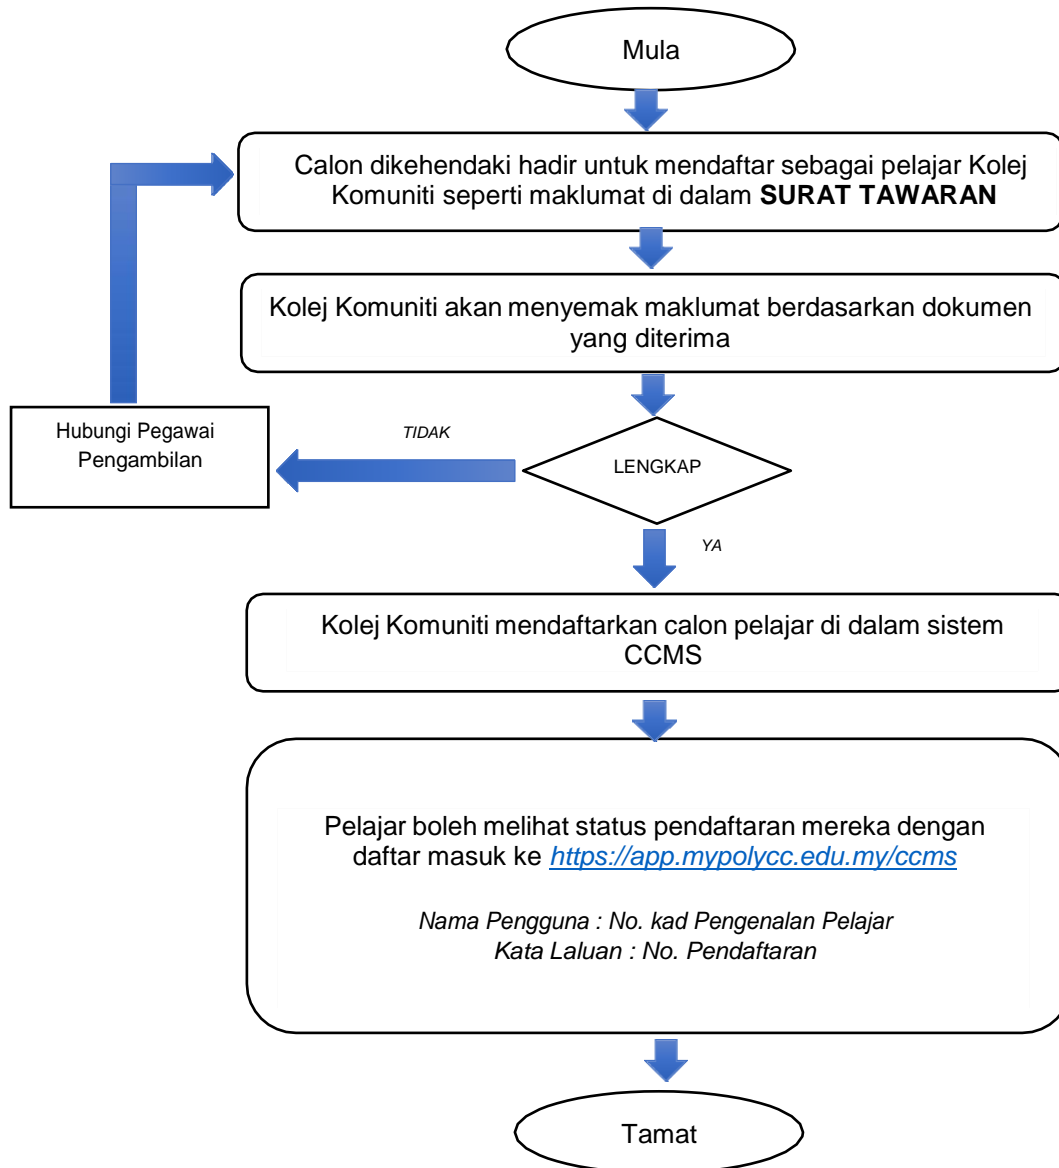 Mula
Calon dikehendaki hadir untuk mendaftar sebagai pelajar Kolej
Komuniti seperti maklumat di dalam SURAT TAWARAN
Kolej Komuniti akan menyemak maklumat berdasarkan dokumen
yang diterima
Hubungi Pegawai
Pengambilan
TIDAK
LENGKAP
YA
Kolej Komuniti mendaftarkan calon pelajar di dalam sistem
CCMS
Pelajar boleh melihat status pendaftaran mereka dengan
daftar masuk ke https://app.mypolycc.edu.my/ccms
Nama Pengguna : No. kad Pengenalan Pelajar
Kata Laluan : No. Pendaftaran
Tamat